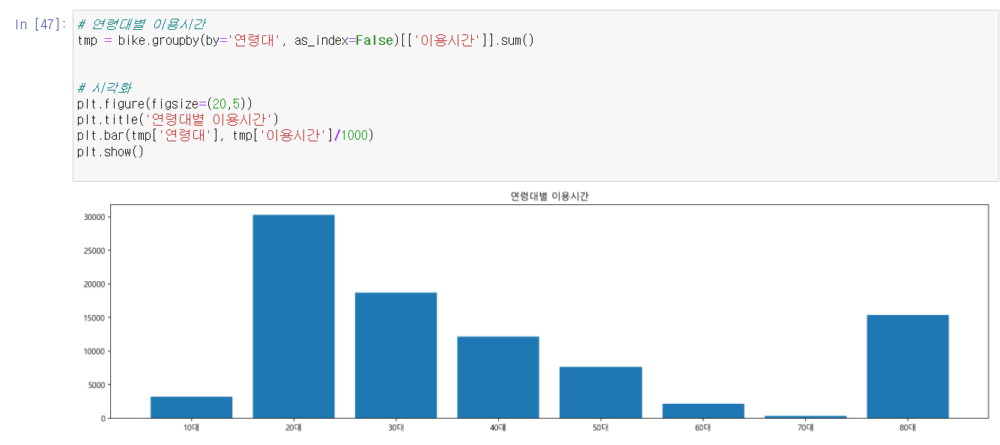 In [47]:
# 연령대별 이용시간
tmp = bike.groupby(by='연령대', as_index=False)[['이용시간']].sum()
# 시각화
plt.figure(figsize=(20,5))
plt.title('연령대별 이용시간')
plt.bar(tmp['연령대'], tmp['이용시간']/1000)
plt.show()
연령대별 이용시간
30000
25000
20000
15000
10000
5000
0
10대 20대 30대 40대 50대 60대 70대 80대